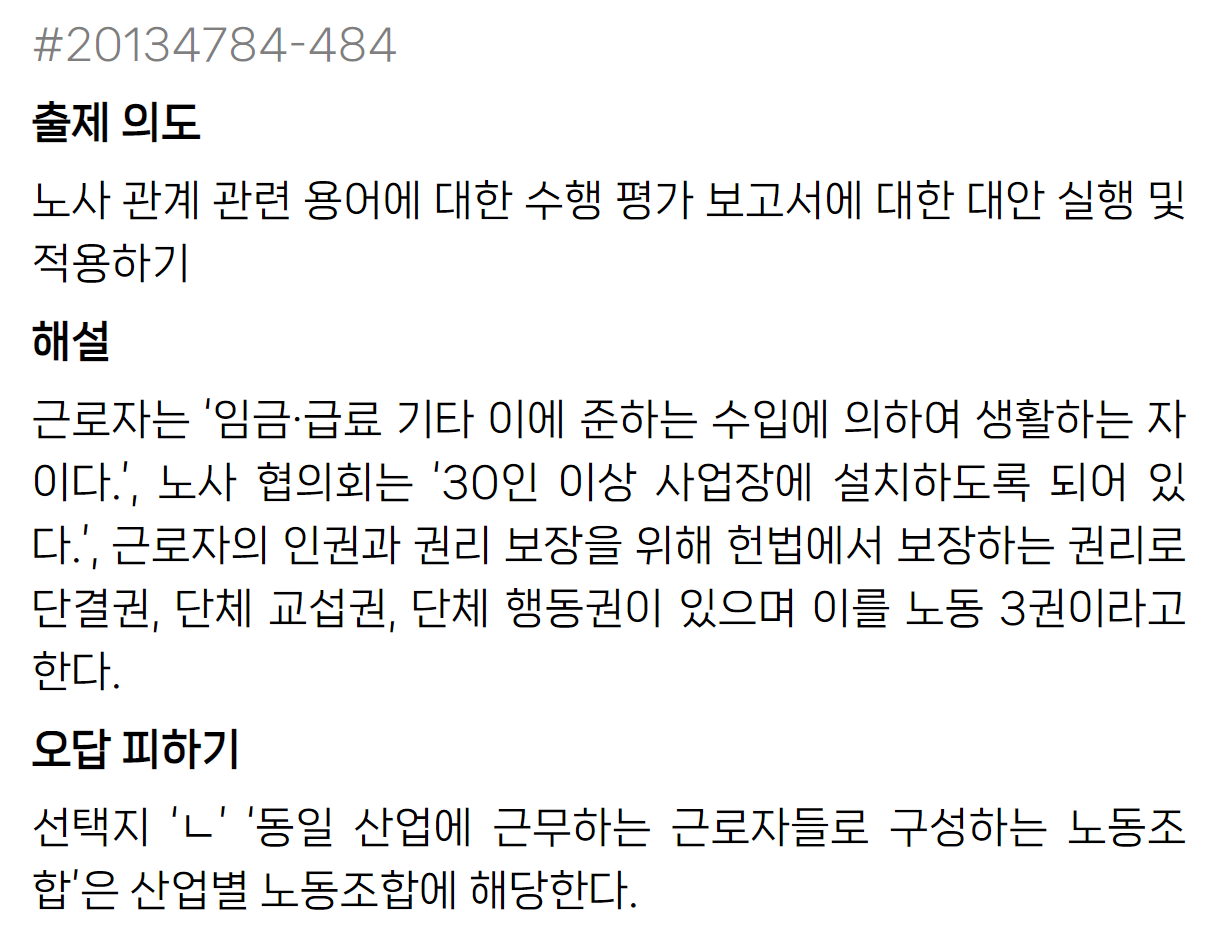 #20134784-484
출제 의도
노사 관계 관련 용어에 대한 수행 평가 보고서에 대한 대안 실행 및
적용하기
해설
근로자는 '임금·급료 기타 이에 준하는 수입에 의하여 생활하는 자
이다.', 노사 협의회는 '30인 이상 사업장에 설치하도록 되어 있
다.', 근로자의 인권과 권리 보장을 위해 헌법에서 보장하는 권리로
단결권, 단체 교섭권, 단체 행동권이 있으며 이를 노동 3권이라고
한다.
오답 피하기
선택지 'ㄴ' '동일 산업에 근무하는 근로자들로 구성하는 노동조
합'은 산업별 노동조합에 해당한다.